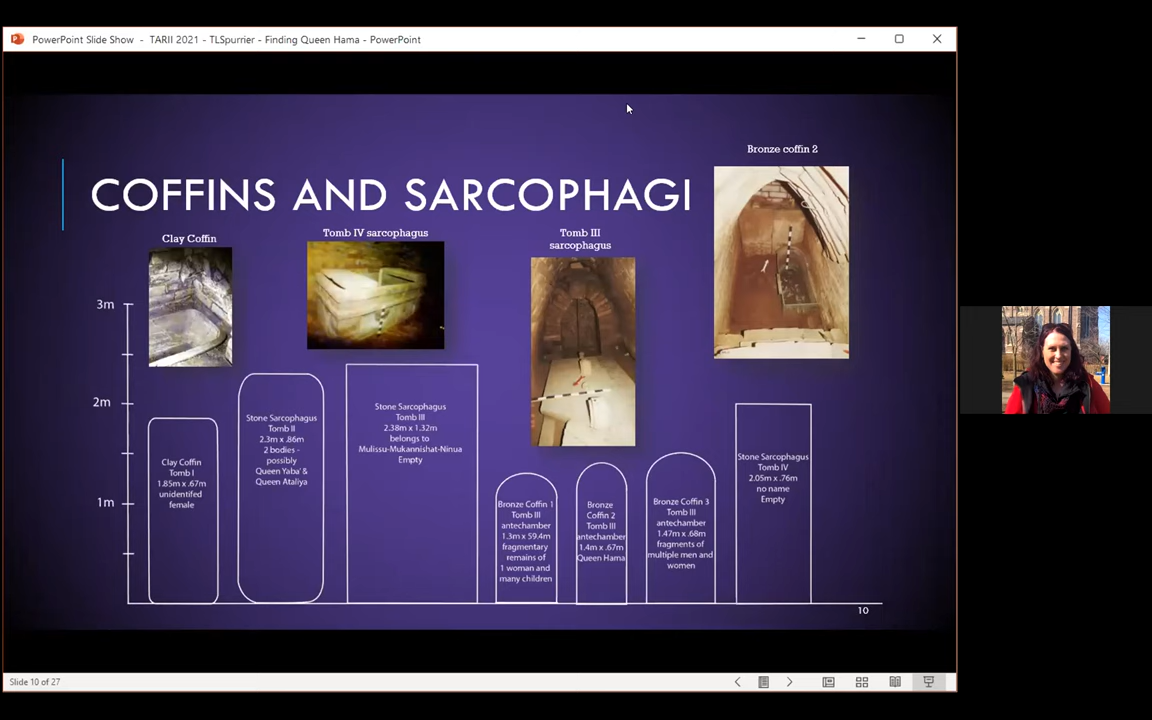 PowerPoint Slide Show - TARII 2021 - TLSpurrier - Finding Queen Hama - PowerPoint
COFFINS AND SARCOPHAGI
Clay Coffin
Tomb IV sarcophagus
Tomb III
sarcophagus
Bronze coffin 2
3m
2m
1m
Clay Coffin
Tomb I
1.85m x .67m
unidentifed
female
Stone Sarcophagus
Tomb II
2.3m x .86m
2 bodies -
possibly
Queen Yaba' &
Queen Ataliya
Stone Sarcophagus
Tomb III
2.38m x 1.32m
belongs to
Mulissu-Mukannishat-Ninua
Empty
Bronze Coffin 1
Tomb III
antechamber
1.3m x 59.4m
fragmentary
remains of
1 woman and
many children
Bronze
Coffin 2
Tomb III
antechamber
1.4m x .67m
Queen Hama
Bronze Coffin 3
Tomb III
antechamber
1.47m x .68m
fragments of
multiple men and
women
Stone Sarcophagus
Tomb IV
2.05m x .76m
no name
Empty
10
Slide 10 of 27